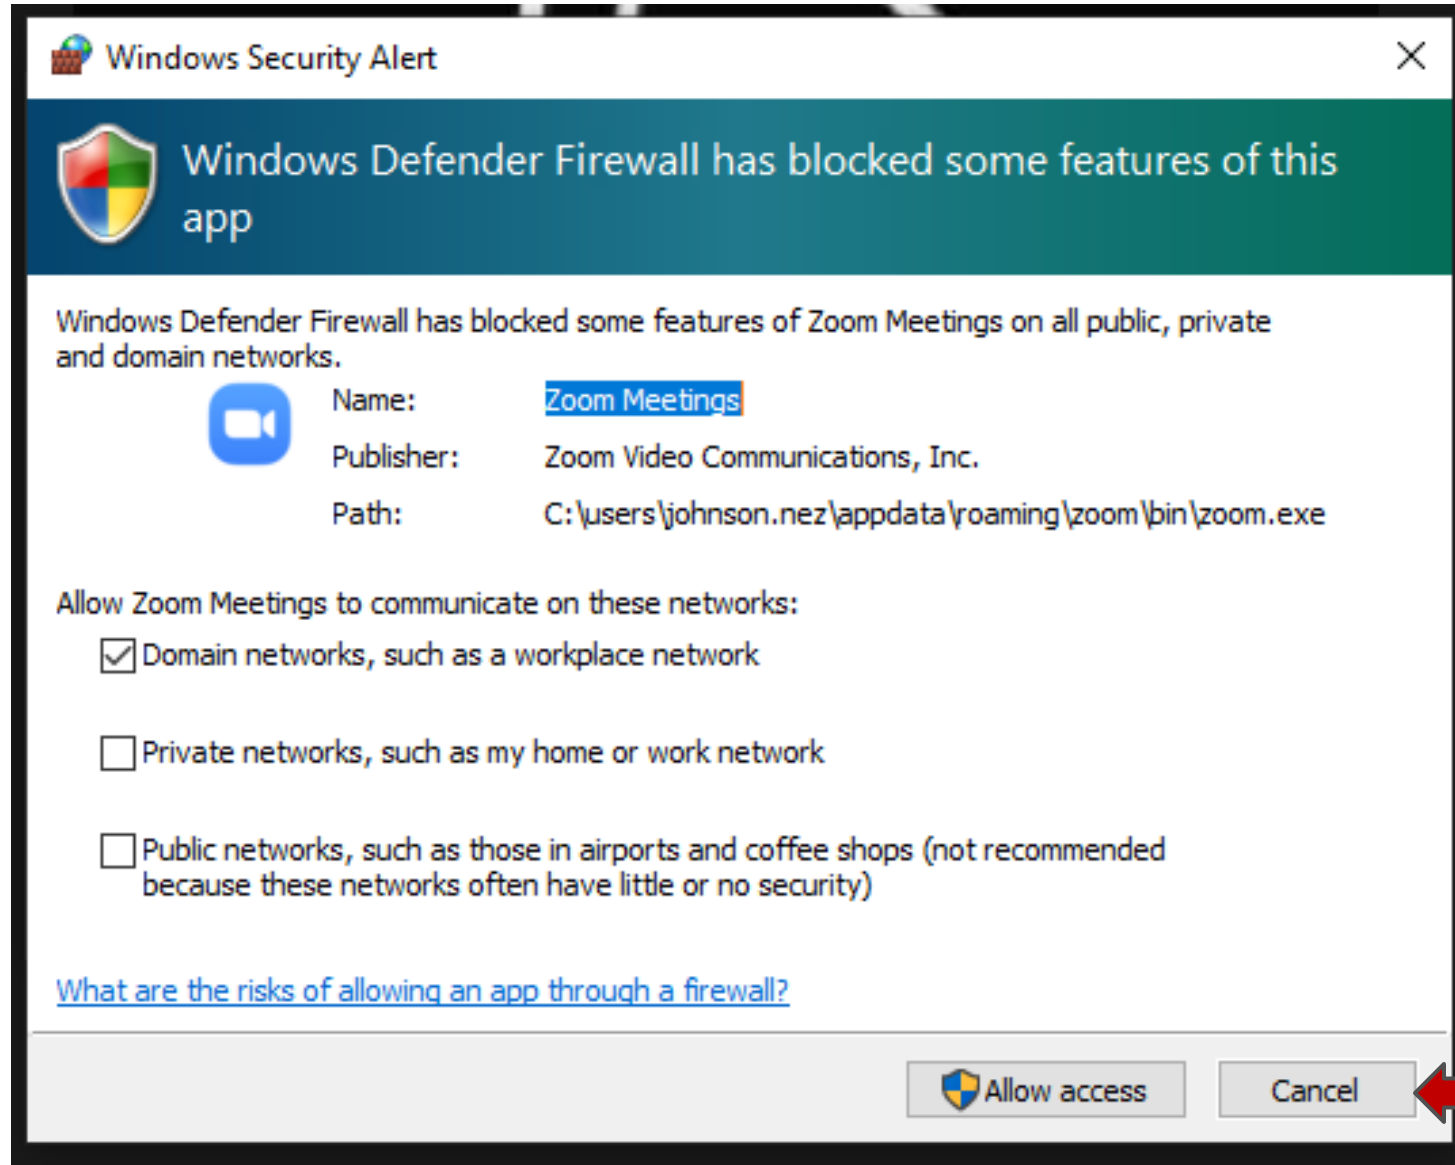 Windows Security Alert
Windows Defender Firewall has blocked some features of this
app
Windows Defender Firewall has blocked some features of Zoom Meetings on all public, private
and domain networks.
Name: Zoom Meetings
Publisher: Zoom Video Communications, Inc.
Path: C:\users\johnson.nez\appdata\roaming\zoom\bin\zoom.exe
Allow Zoom Meetings to communicate on these networks:
Domain networks, such as a workplace network
Private networks, such as my home or work network
Public networks, such as those in airports and coffee shops (not recommended
because these networks often have little or no security)
What are the risks of allowing an app through a firewall?
Allow access Cancel